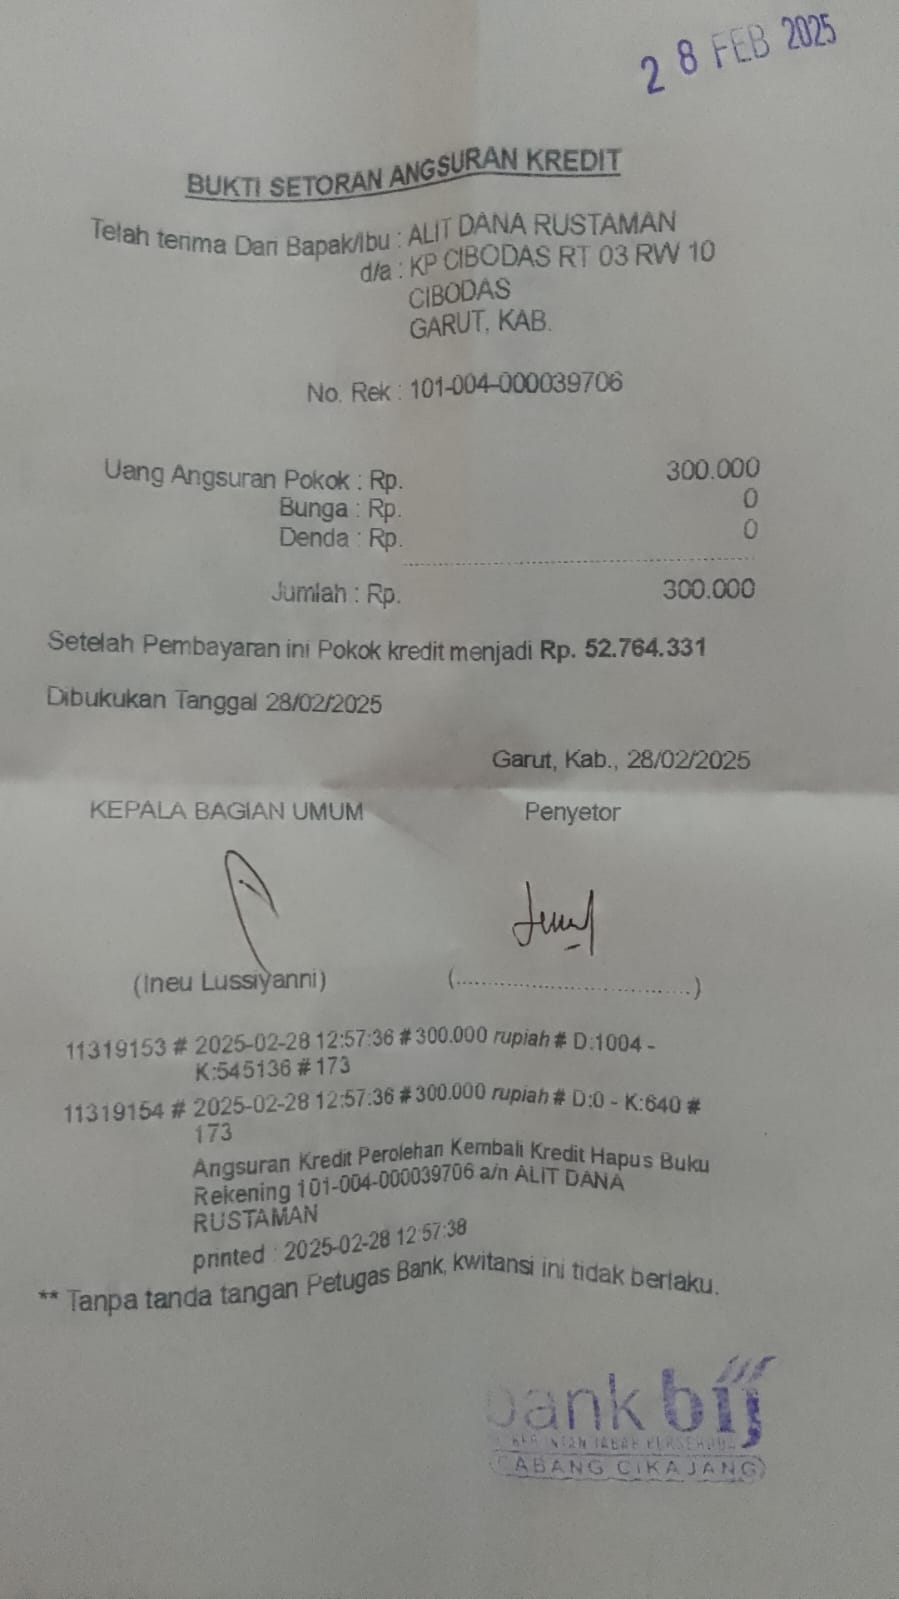 28 FEB 2025
BUKTI SETORAN ANGSURAN KREDIT
Telah terima Dari Bapak/Ibu : ALIT DANA RUSTAMAN
d/a : KP CIBODAS RT 03 RW 10
CIBODAS
GARUT, KAB.
No. Rek : 101-004-000039706
Uang Angsuran Pokok : Rp. 300.000
Bunga : Rp. 0
Denda : Rp. 0
Jumlah : Rp. 300.000
Setelah Pembayaran ini Pokok kredit menjadi Rp. 52.764.331
Dibukukan Tanggal 28/02/2025
Garut, Kab., 28/02/2025
KEPALA BAGIAN UMUM Penyetor
(Ineu Lussiyanni) (....................................)
11319153 # 2025-02-28 12:57:36 # 300.000 rupiah # D:1004 -
K:545136 # 173
11319154 # 2025-02-28 12:57:36 # 300.000 rupiah # D:0 - K:640 #
173
Angsuran Kredit Perolehan Kembali Kredit Hapus Buku
Rekening 101-004-000039706 a/n ALIT DANA
RUSTAMAN
printed : 2025-02-28 12:57:38
** Tanpa tanda tangan Petugas Bank, kwitansi ini tidak berlaku.
bank bij
INTAN JABAR
CABANG CIKAJANG